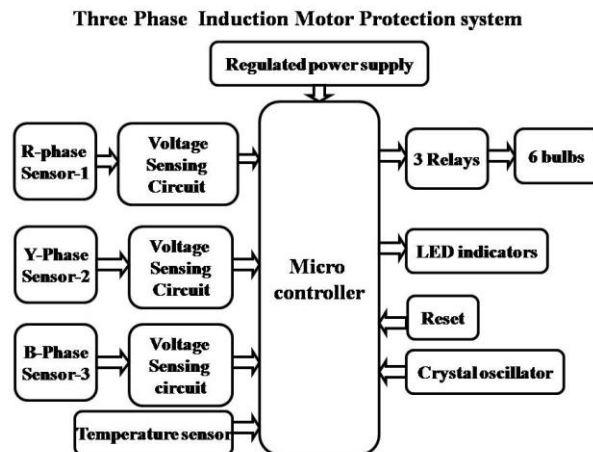 Three Phase Induction Motor Protection system
Regulated power supply
R-phase
Sensor-1
Voltage
Sensing
Circuit
3 Relays
6 bulbs
Y-Phase
Sensor-2
Voltage
Sensing
Circuit
Micro
controller
LED indicators
Reset
B-Phase
Sensor-3
Voltage
Sensing
circuit
Crystal oscillator
Temperature sensor